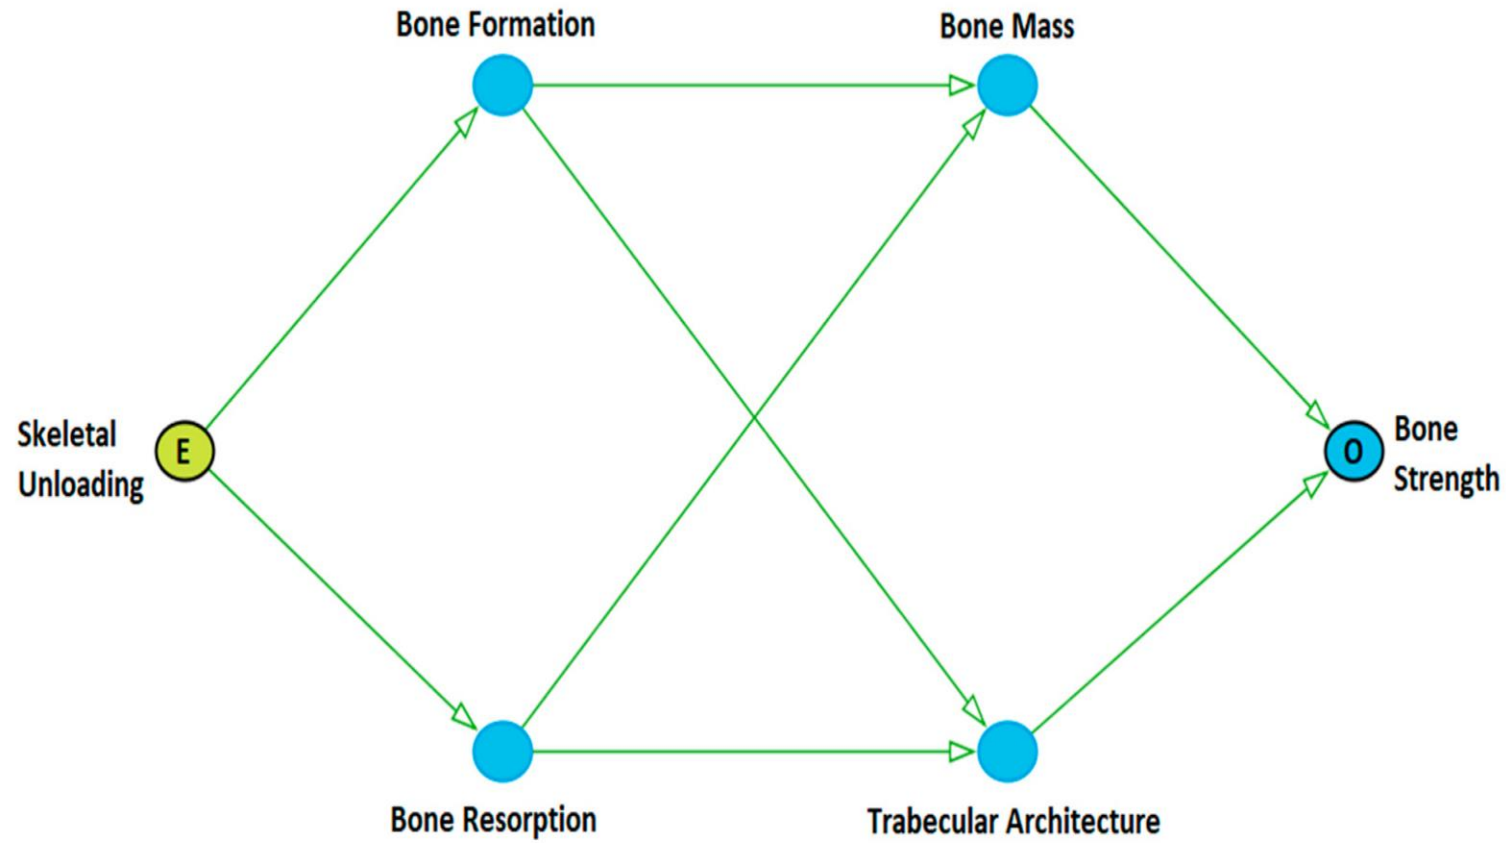 Bone Formation
Bone Mass
Skeletal
Unloading
E
O
Bone
Strength
Bone Resorption
Trabecular Architecture